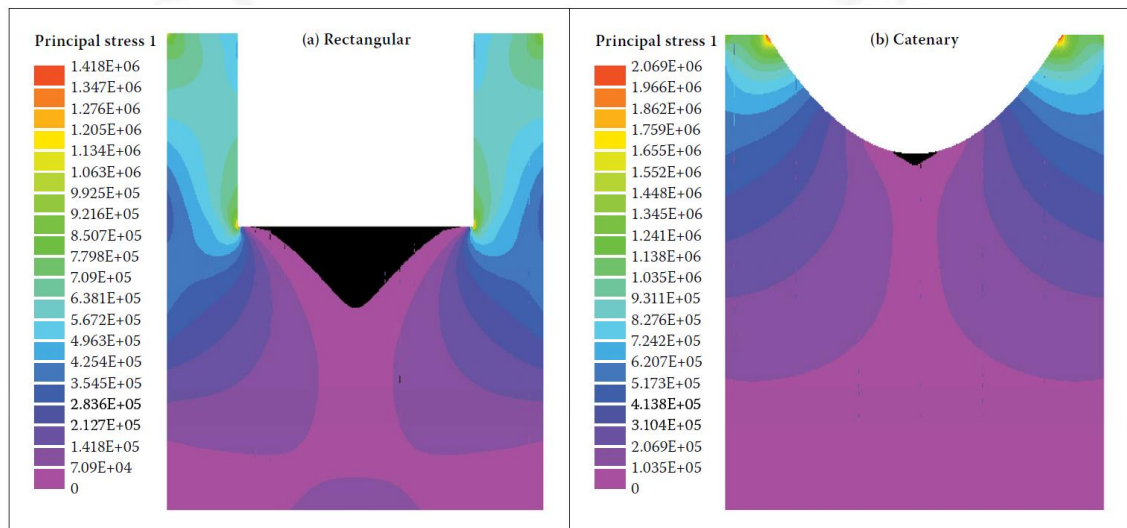 Principal stress 1
(a) Rectangular
1.418E+06
1.347E+06
1.276E+06
1.205E+06
1.134E+06
1.063E+06
9.925E+05
9.216E+05
8.507E+05
7.798E+05
7.09E+05
6.381E+05
5.672E+05
4.963E+05
4.254E+05
3.545E+05
2.836E+05
2.127E+05
1.418E+05
7.09E+04
0
Principal stress 1
(b) Catenary
2.069E+06
1.966E+06
1.862E+06
1.759E+06
1.655E+06
1.552E+06
1.448E+06
1.345E+06
1.241E+06
1.138E+06
1.035E+06
9.311E+05
8.276E+05
7.242E+05
6.207E+05
5.173E+05
4.138E+05
3.104E+05
2.069E+05
1.035E+05
0